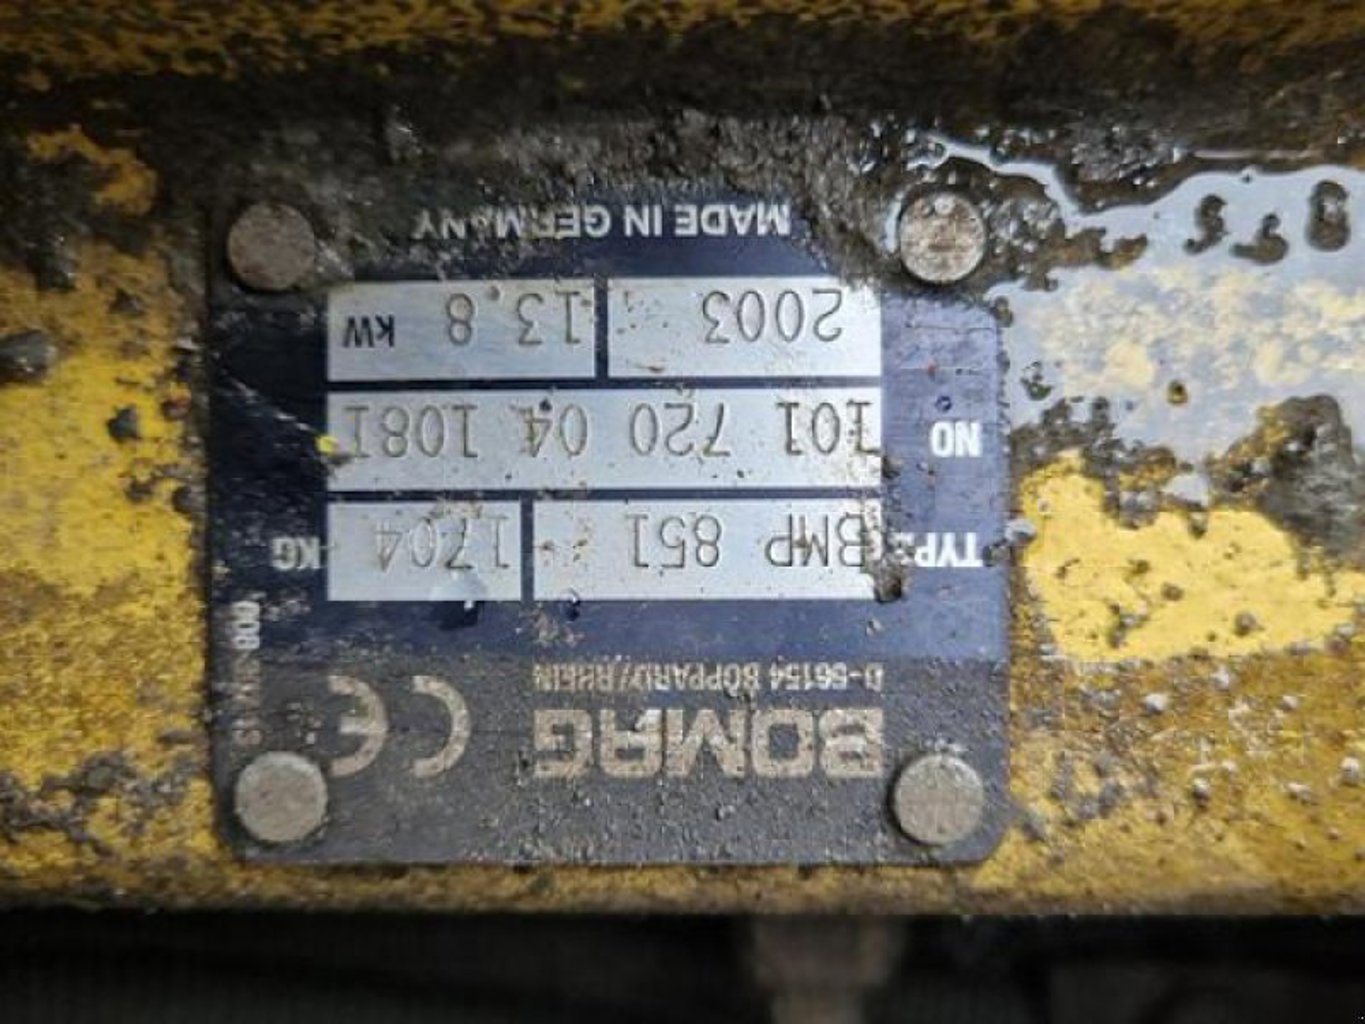 BOMAG
D-56154 BOPPARD/RHEIN
CE
TYPE BMP 851 1704 KG
NO 101 720 04 1081
2003 13,8 kW
MADE IN GERMANY